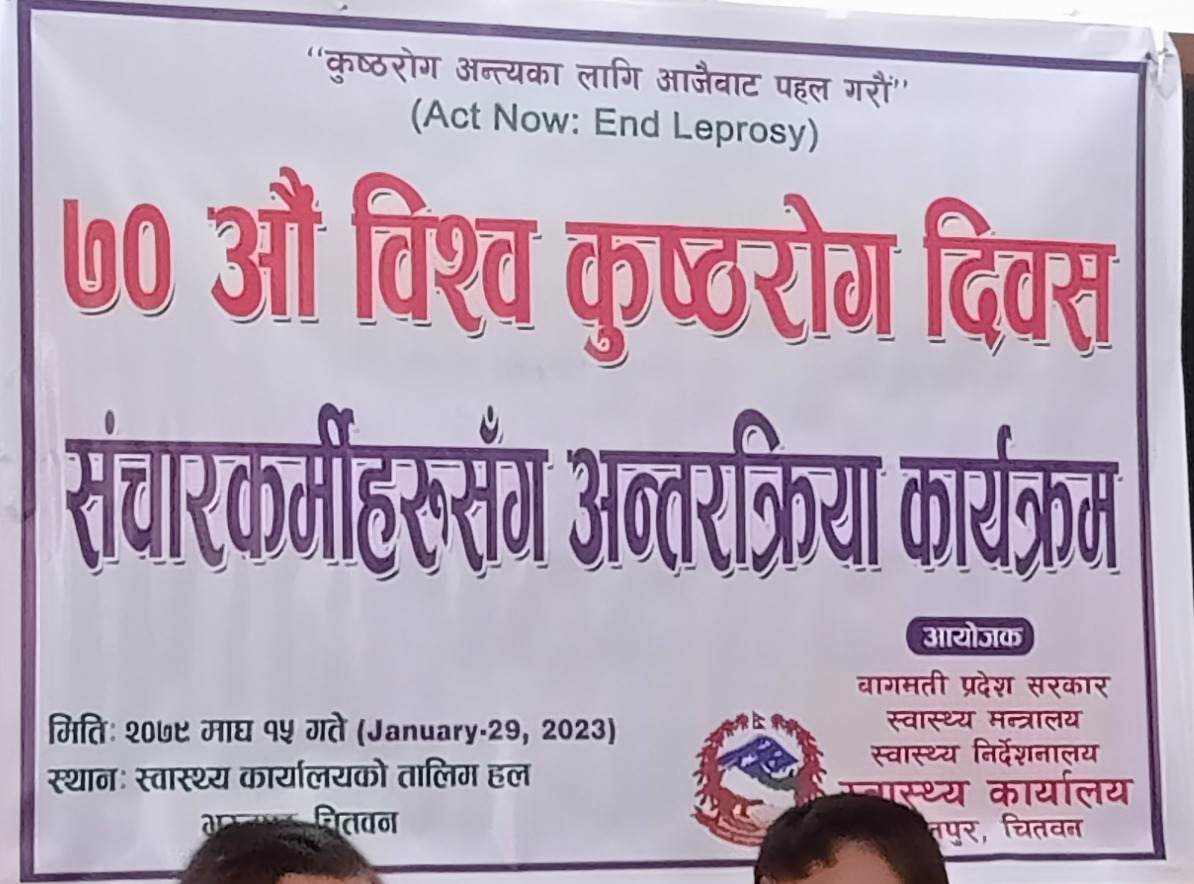 “कुष्ठरोग अन्त्यका लागि आजैबाट पहल गरौं”
(Act Now: End Leprosy)
७० औं विश्व कुष्ठरोग दिवस
संचारकर्मीहरूसँग अन्तरक्रिया कार्यक्रम
आयोजक
वागमती प्रदेश सरकार
स्वास्थ्य मन्त्रालय
स्वास्थ्य निर्देशनालय
स्वास्थ्य कार्यालय
चितवन
मितिः २०७९ माघ १५ गते (January-29, 2023)
स्थानः स्वास्थ्य कार्यालयको तालिम हल
चितवन